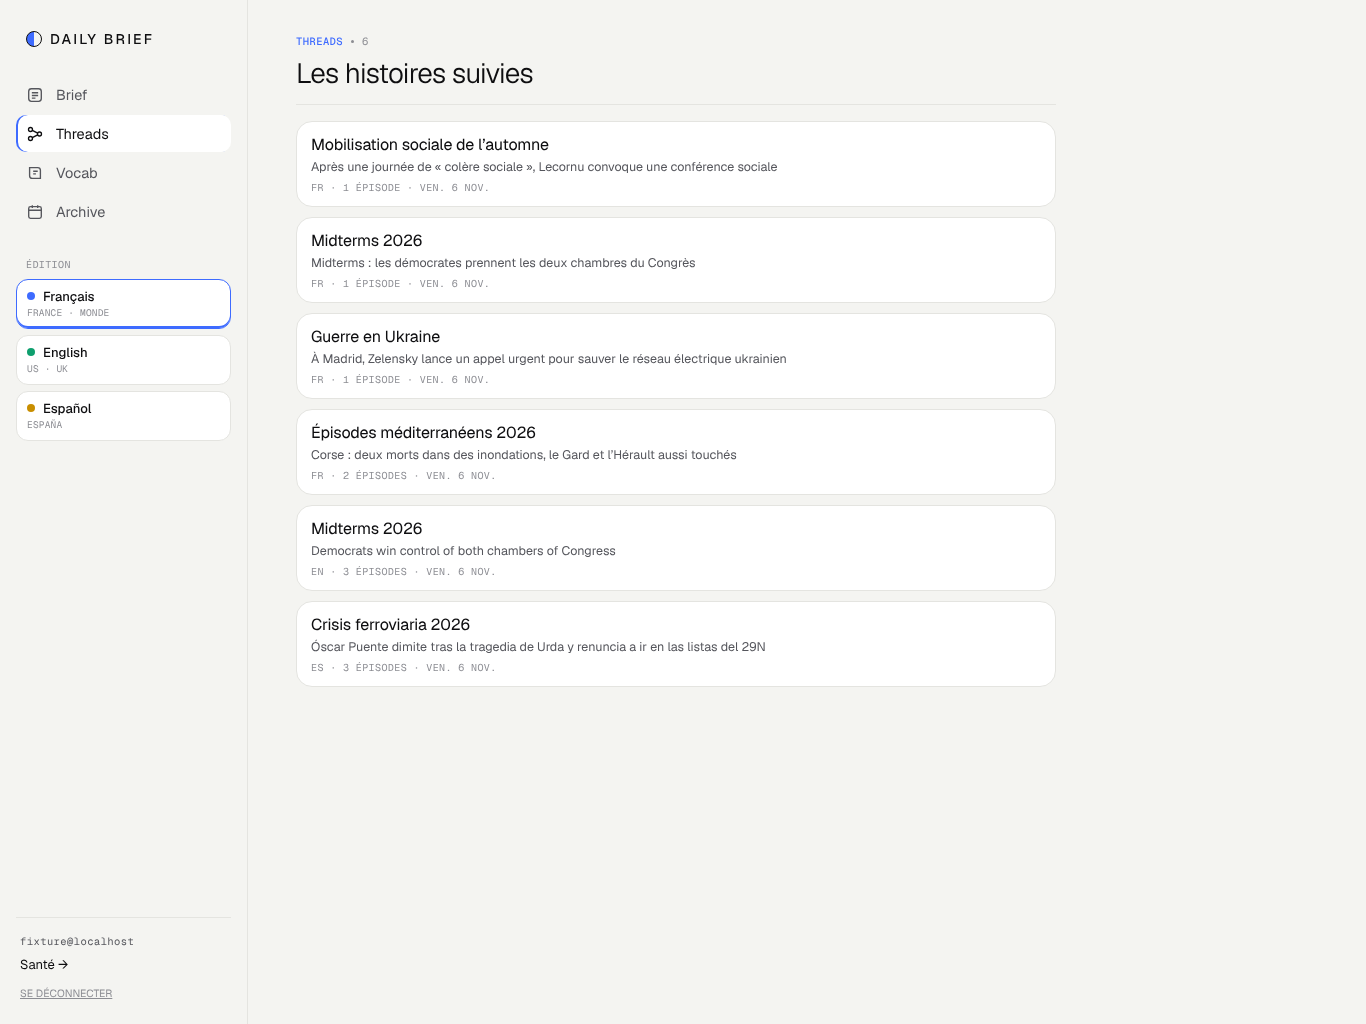 DAILY BRIEF
Brief
Threads
Vocab
Archive
ÉDITION
Français
FRANCE · MONDE
English
US · UK
Español
ESPAÑA
fixture@localhost
Santé →
SE DÉCONNECTER
THREADS • 6
Les histoires suivies
Mobilisation sociale de l’automne
Après une journée de « colère sociale », Lecornu convoque une conférence sociale
FR · 1 ÉPISODE · VEN. 6 NOV.
Midterms 2026
Midterms : les démocrates prennent les deux chambres du Congrès
FR · 1 ÉPISODE · VEN. 6 NOV.
Guerre en Ukraine
À Madrid, Zelensky lance un appel urgent pour sauver le réseau électrique ukrainien
FR · 1 ÉPISODE · VEN. 6 NOV.
Épisodes méditerranéens 2026
Corse : deux morts dans des inondations, le Gard et l’Hérault aussi touchés
FR · 2 ÉPISODES · VEN. 6 NOV.
Midterms 2026
Democrats win control of both chambers of Congress
EN · 3 ÉPISODES · VEN. 6 NOV.
Crisis ferroviaria 2026
Óscar Puente dimite tras la tragedia de Urda y renuncia a ir en las listas del 29N
ES · 3 ÉPISODES · VEN. 6 NOV.